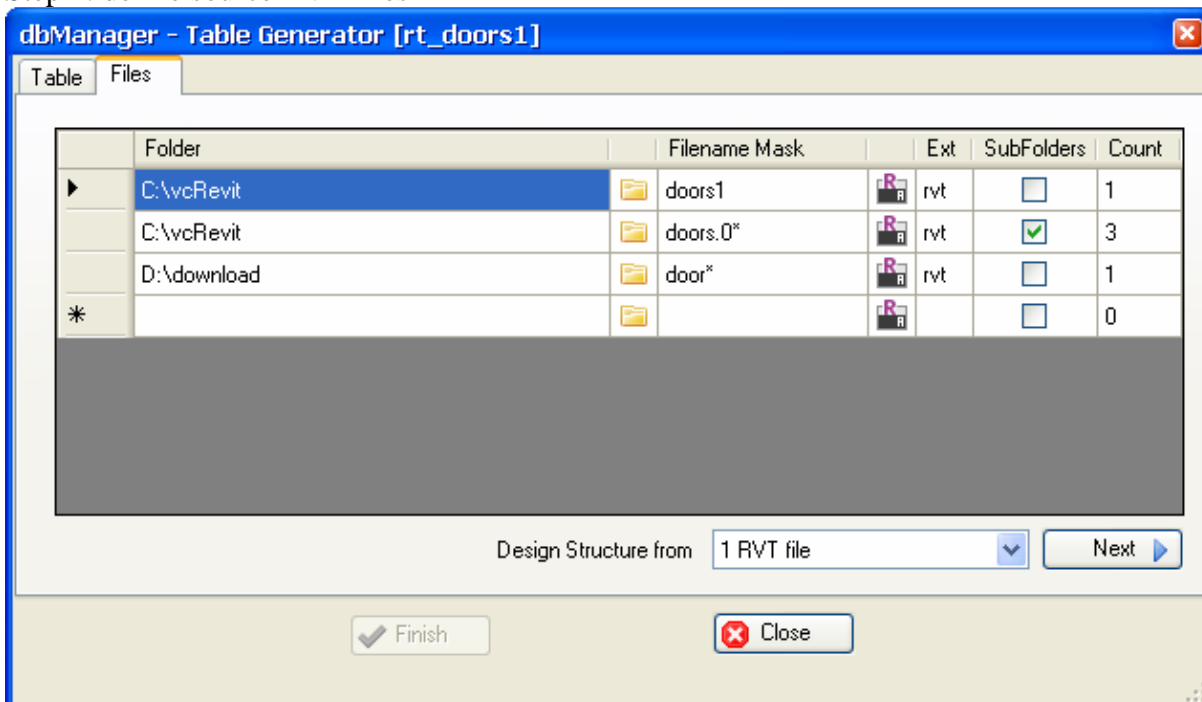 dbManager - Table Generator [rt_doors1]
Table Files
Folder Filename Mask Ext SubFolders Count
C:\vcRevit doors1 rvt 1
C:\vcRevit doors.0* rvt 3
D:\download door* rvt 1
0
Design Structure from 1 RVT file Next
Finish Close